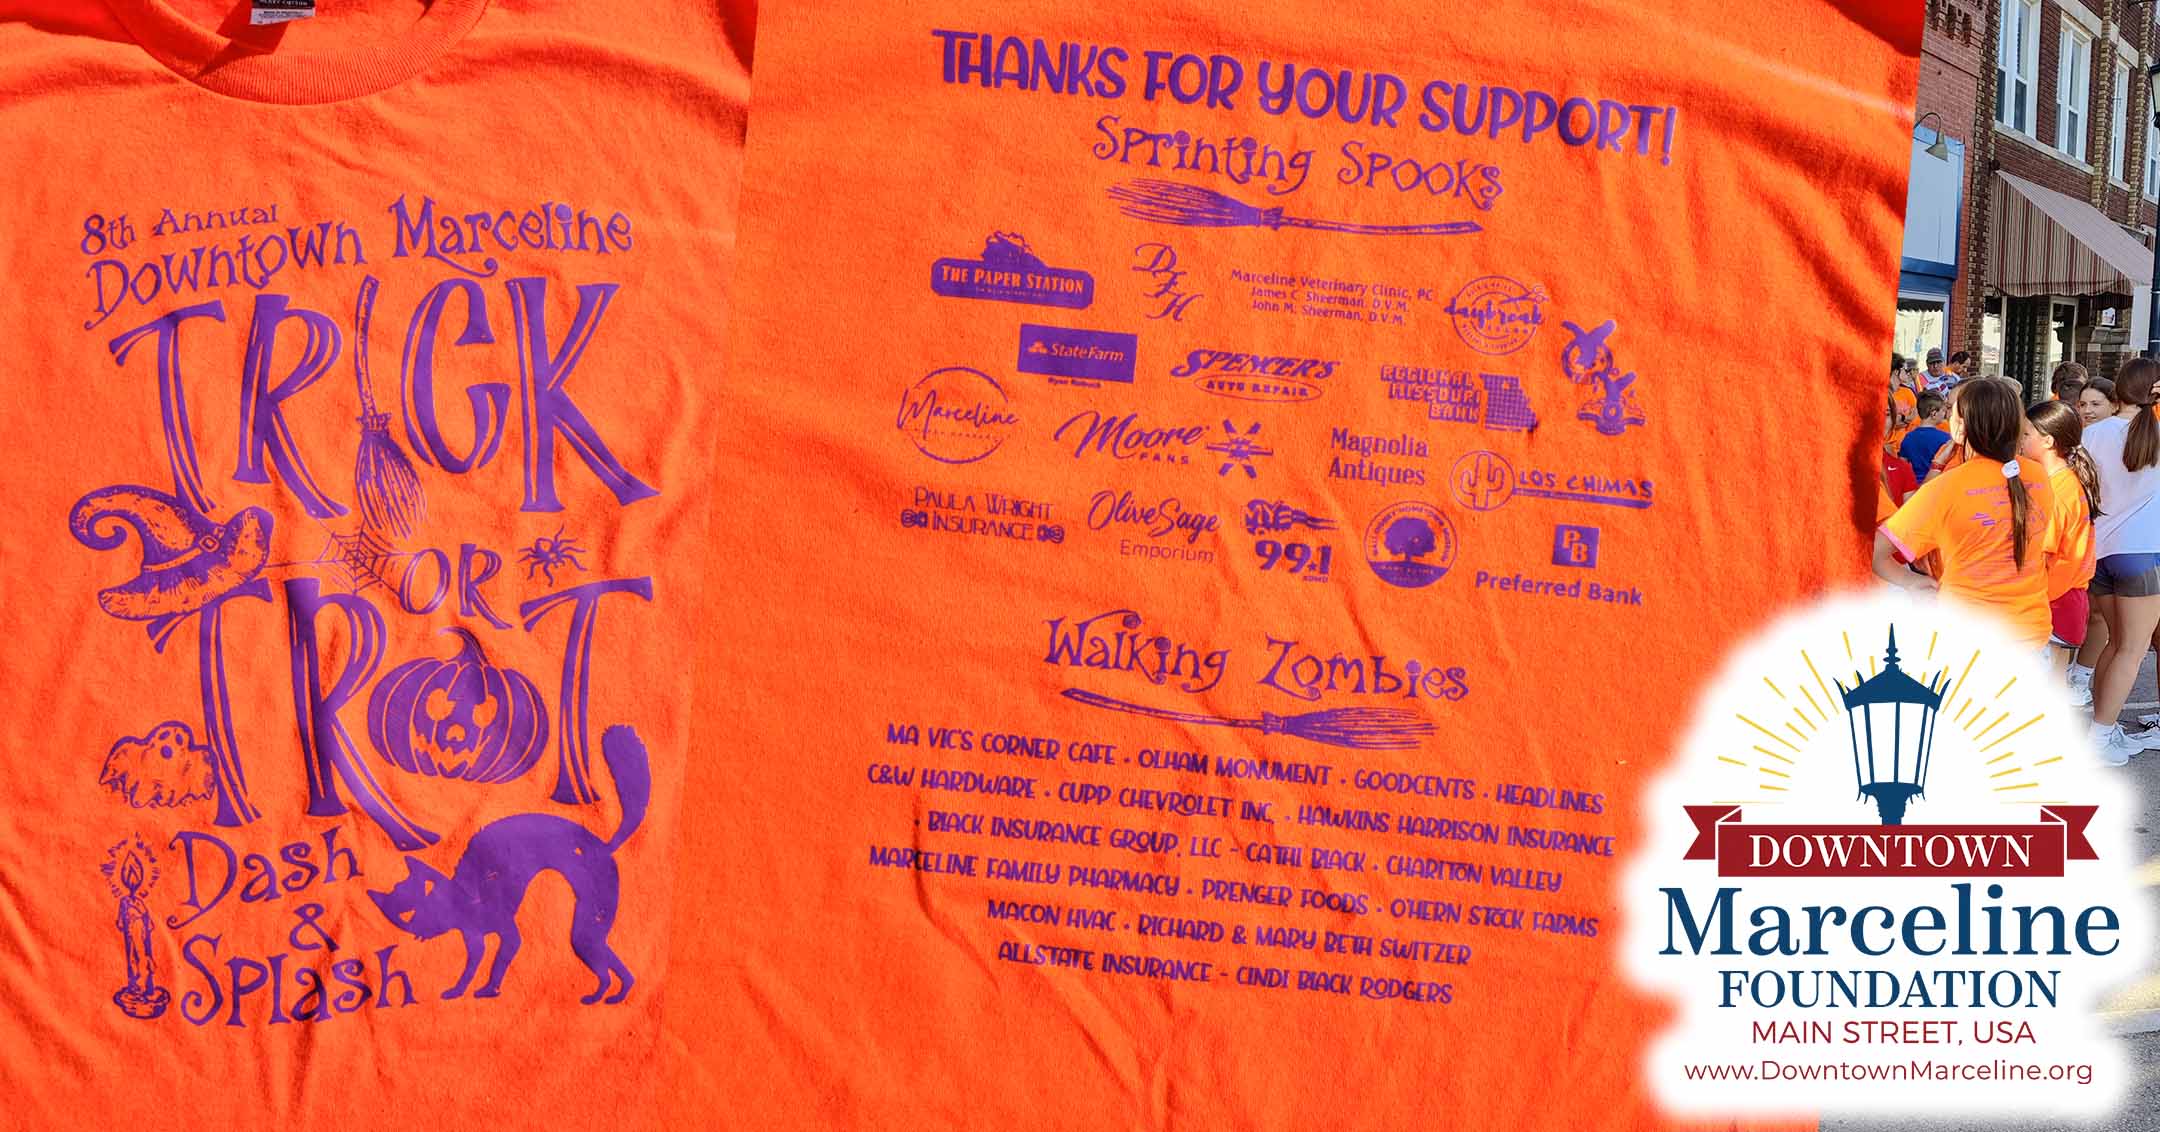 8th Annual
Downtown Marceline
TRICK
OR
TROT
Dash
&
Splash
THANKS FOR YOUR SUPPORT!
Sprinting Spooks
THE PAPER STATION
DFH
Marceline Veterinary Clinic, PC
James C. Sheerman, D.V.M.
John M. Sheerman, D.V.M.
daybreak
StateFarm
SPENCER'S
AUTO REPAIR
REGIONAL
MISSOURI
BANK
Marceline
Moore
FANS
Magnolia
Antiques
LOS CHIMAS
PAULA WRIGHT
INSURANCE
OliveSage
Emporium
99.1
PB
Preferred Bank
Walking Zombies
MA VIC'S CORNER CAFE • OLHAM MONUMENT • GOODCENTS • HEADLINES
C&W HARDWARE • CUPP CHEVROLET INC. • HAWKINS HARRISON INSURANCE
• BLACK INSURANCE GROUP, LLC - CATHI BLACK • CHARITON VALLEY
MARCELINE FAMILY PHARMACY • PRENGER FOODS • O'HERN STOCK FARMS
MACON HVAC • RICHARD & MARY BETH SWITZER
ALLSTATE INSURANCE - CINDI BLACK RODGERS
DOWNTOWN
Marceline
FOUNDATION
MAIN STREET, USA
www.DowntownMarceline.org